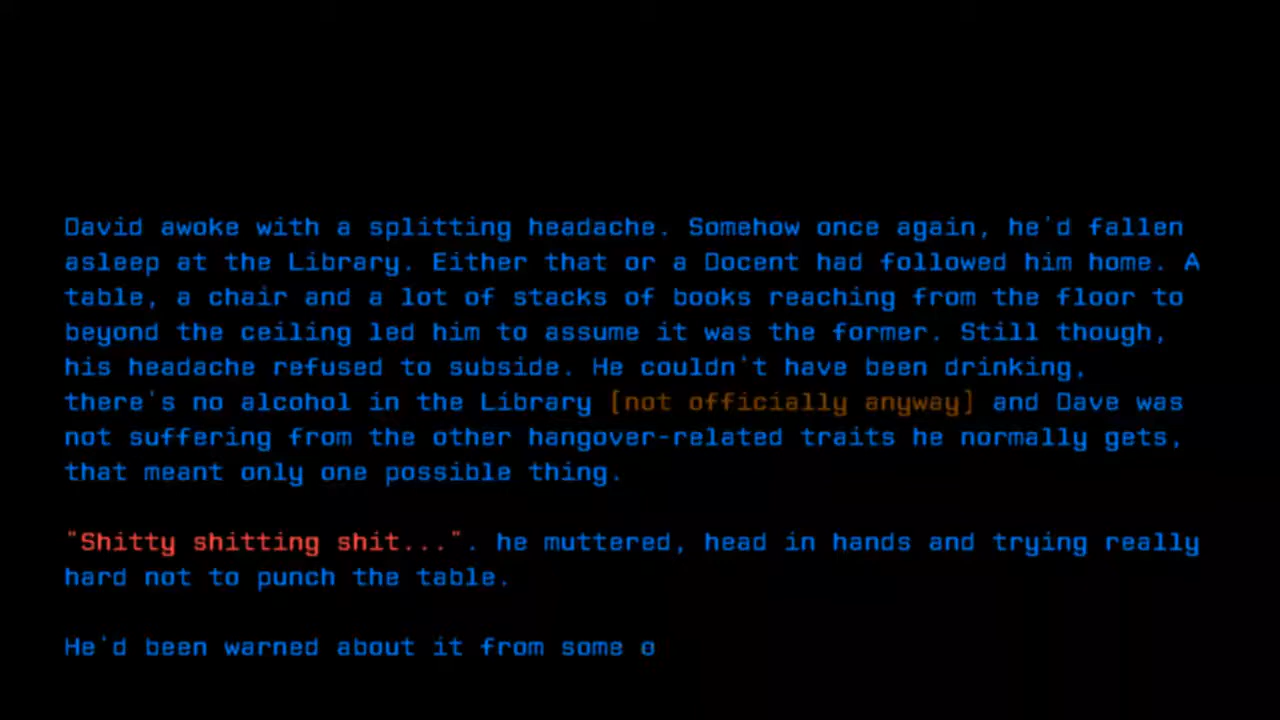 David awoke with a splitting headache. Somehow once again, he'd fallen
asleep at the Library. Either that or a Docent had followed him home. A
table, a chair and a lot of stacks of books reaching from the floor to
beyond the ceiling led him to assume it was the former. Still though,
his headache refused to subside. He couldn't have been drinking,
there's no alcohol in the Library [not officially anyway] and Dave was
not suffering from the other hangover-related traits he normally gets,
that meant only one possible thing.
"Shitty shitting shit...". he muttered, head in hands and trying really
hard not to punch the table.
He'd been warned about it from some o